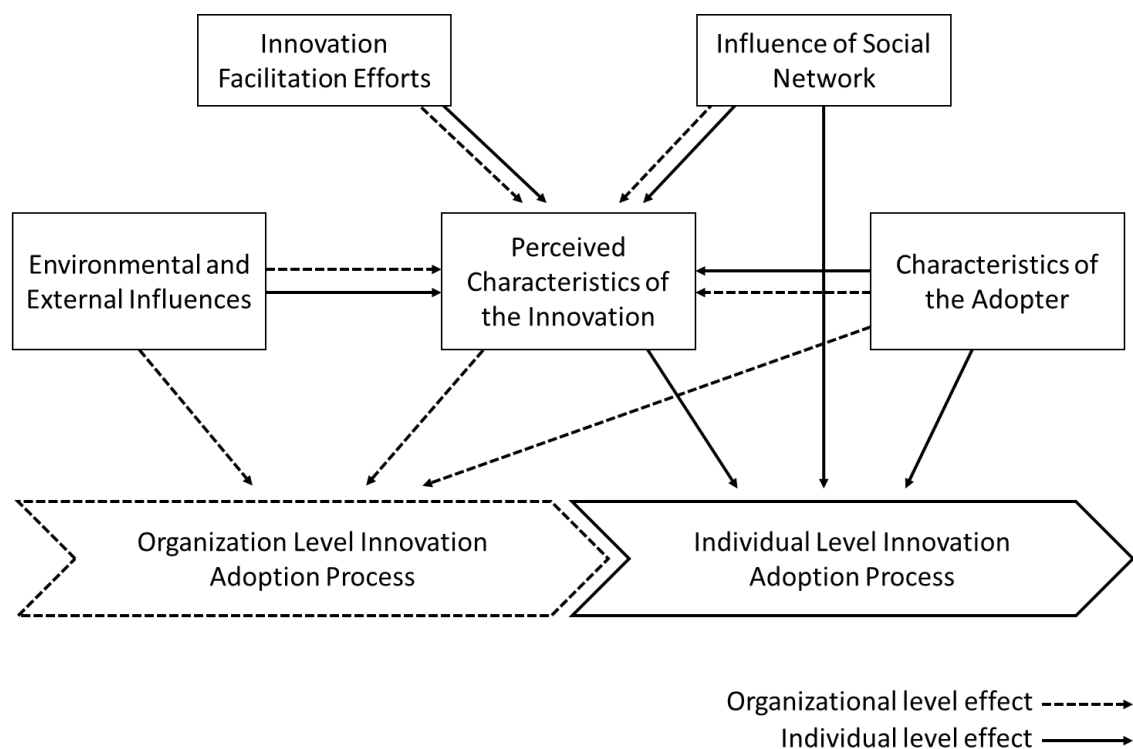 Innovation
Facilitation Efforts
Influence of Social
Network
Environmental and
External Influences
Perceived
Characteristics of
the Innovation
Characteristics of
the Adopter
Organization Level Innovation
Adoption Process
Individual Level Innovation
Adoption Process
Organizational level effect
Individual level effect